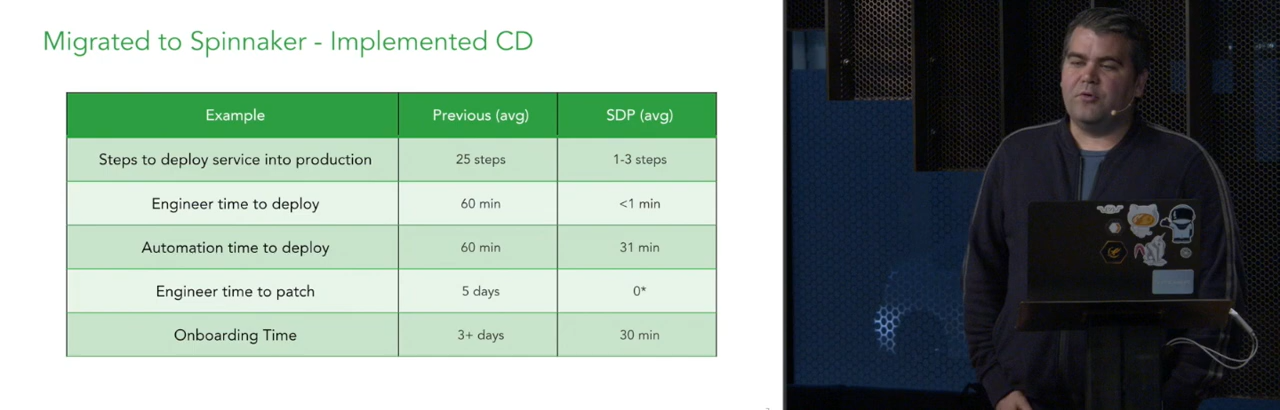 Migrated to Spinnaker - Implemented CD
Example Previous (avg) SDP (avg)
Steps to deploy service into production 25 steps 1-3 steps
Engineer time to deploy 60 min <1 min
Automation time to deploy 60 min 31 min
Engineer time to patch 5 days 0*
Onboarding Time 3+ days 30 min